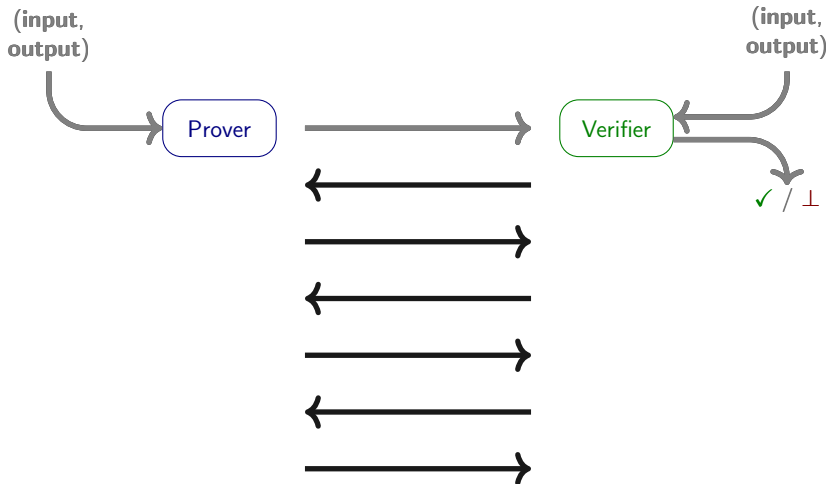 (input,
output)
(input,
output)
Prover
Verifier
✓ / ⊥